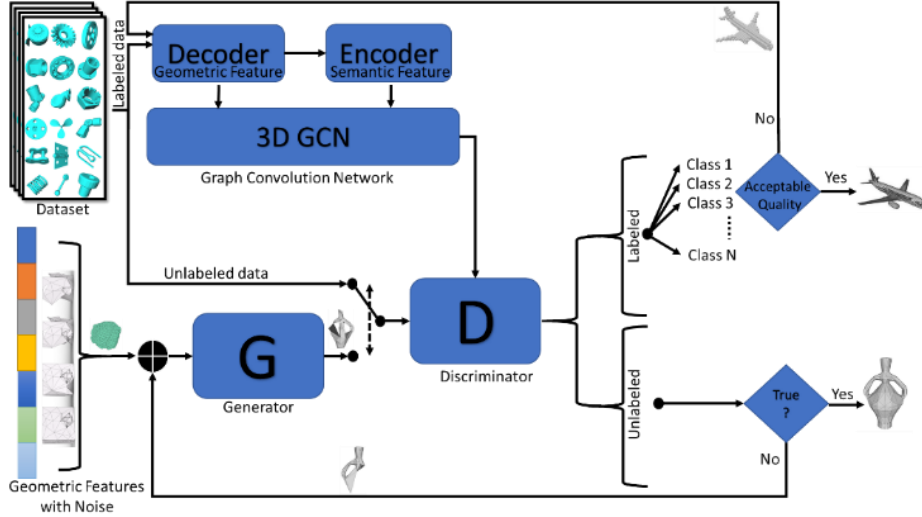 Labeled data
Decoder
Geometric Feature
Encoder
Semantic Feature
3D GCN
Graph Convolution Network
Dataset
No
Labeled
Class 1
Class 2
Class 3
Class N
Acceptable
Quality
Yes
Unlabeled data
G
Generator
D
Discriminator
Unlabeled
True
?
Yes
No
Geometric Features
with Noise